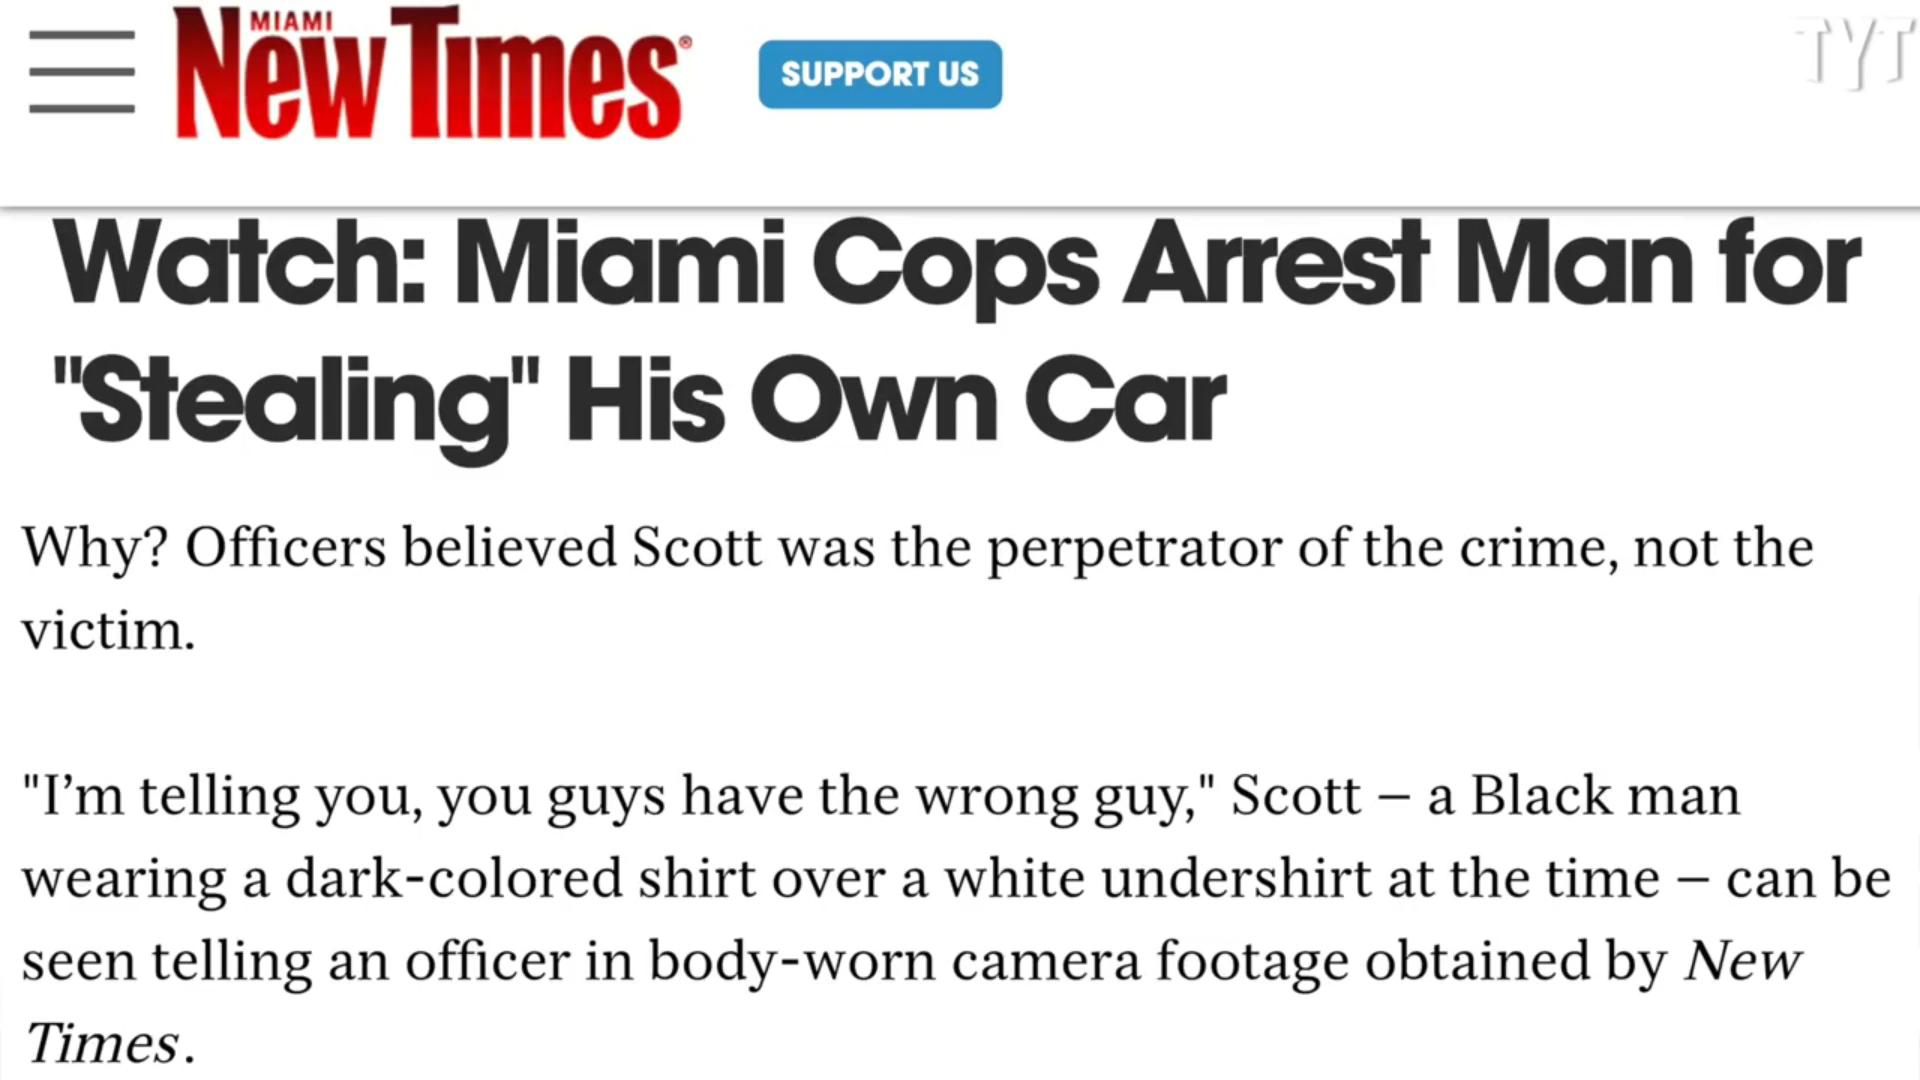 MIAMI
New Times®
SUPPORT US
TYT
Watch: Miami Cops Arrest Man for
"Stealing" His Own Car
Why? Officers believed Scott was the perpetrator of the crime, not the
victim.
"I’m telling you, you guys have the wrong guy," Scott – a Black man
wearing a dark-colored shirt over a white undershirt at the time – can be
seen telling an officer in body-worn camera footage obtained by New
Times.